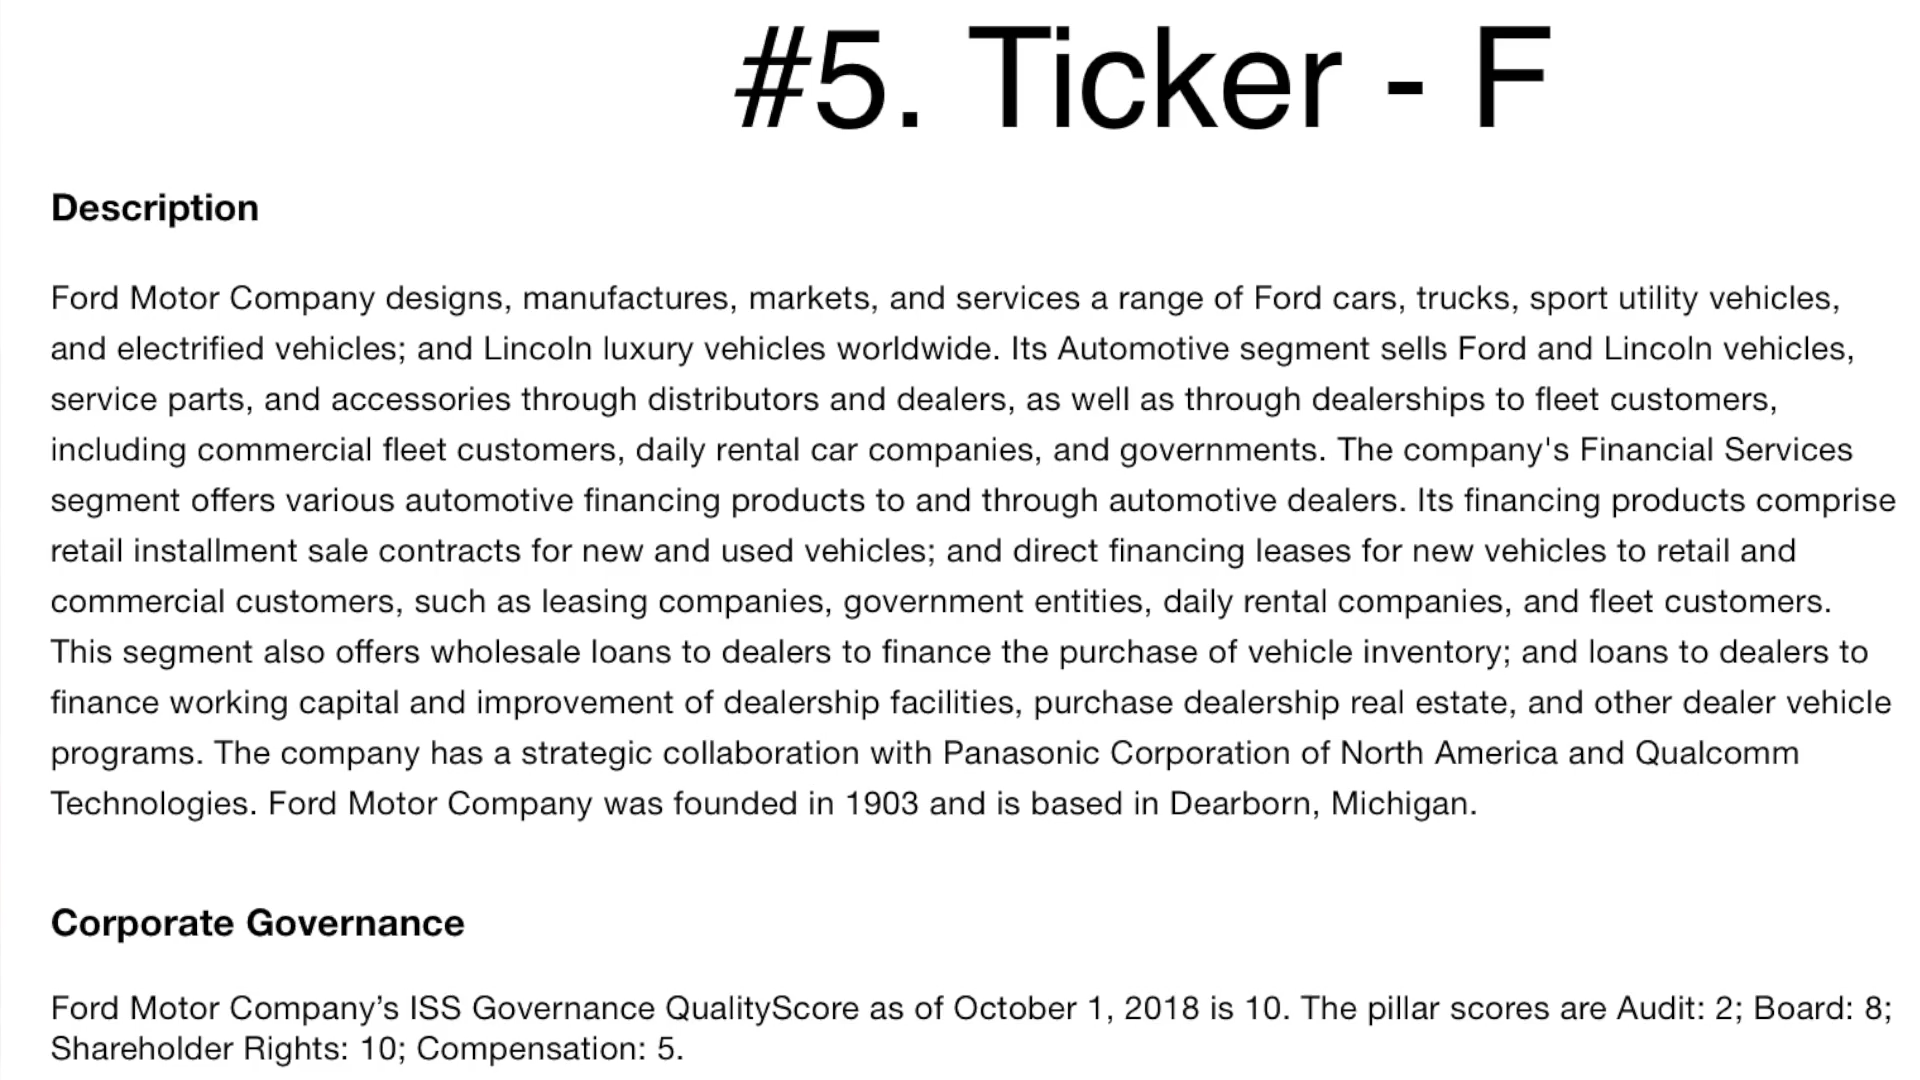 #5. Ticker - F
Description
Ford Motor Company designs, manufactures, markets, and services a range of Ford cars, trucks, sport utility vehicles,
and electrified vehicles; and Lincoln luxury vehicles worldwide. Its Automotive segment sells Ford and Lincoln vehicles,
service parts, and accessories through distributors and dealers, as well as through dealerships to fleet customers,
including commercial fleet customers, daily rental car companies, and governments. The company's Financial Services
segment offers various automotive financing products to and through automotive dealers. Its financing products comprise
retail installment sale contracts for new and used vehicles; and direct financing leases for new vehicles to retail and
commercial customers, such as leasing companies, government entities, daily rental companies, and fleet customers.
This segment also offers wholesale loans to dealers to finance the purchase of vehicle inventory; and loans to dealers to
finance working capital and improvement of dealership facilities, purchase dealership real estate, and other dealer vehicle
programs. The company has a strategic collaboration with Panasonic Corporation of North America and Qualcomm
Technologies. Ford Motor Company was founded in 1903 and is based in Dearborn, Michigan.
Corporate Governance
Ford Motor Company’s ISS Governance QualityScore as of October 1, 2018 is 10. The pillar scores are Audit: 2; Board: 8;
Shareholder Rights: 10; Compensation: 5.